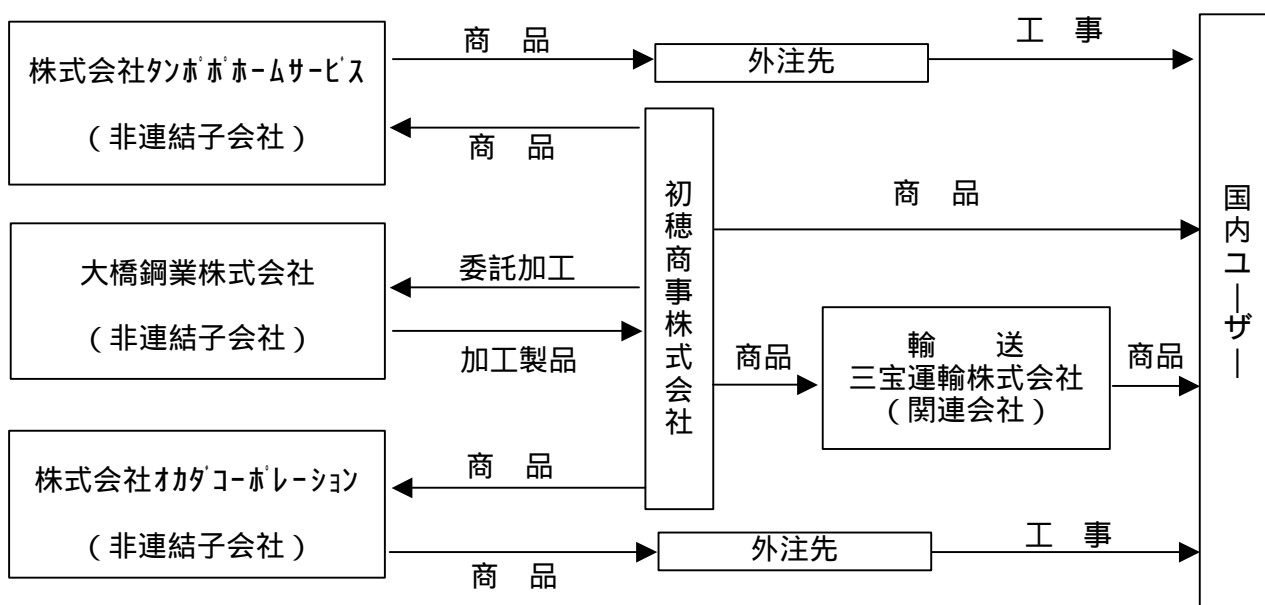 商　品
工　事
株式会社ﾀﾝﾎﾟﾎﾟﾎｰﾑｻｰﾋﾞｽ
（非連結子会社）
外注先
商　品
初穂商事株式会社
商　品
国内ユーザー
大橋鋼業株式会社
（非連結子会社）
委託加工
加工製品
商品
輸　　送
三宝運輸株式会社
（関連会社）
商品
株式会社ｵｶﾀﾞｺｰﾎﾟﾚｰｼｮﾝ
（非連結子会社）
商　品
外注先
工　事
商　品